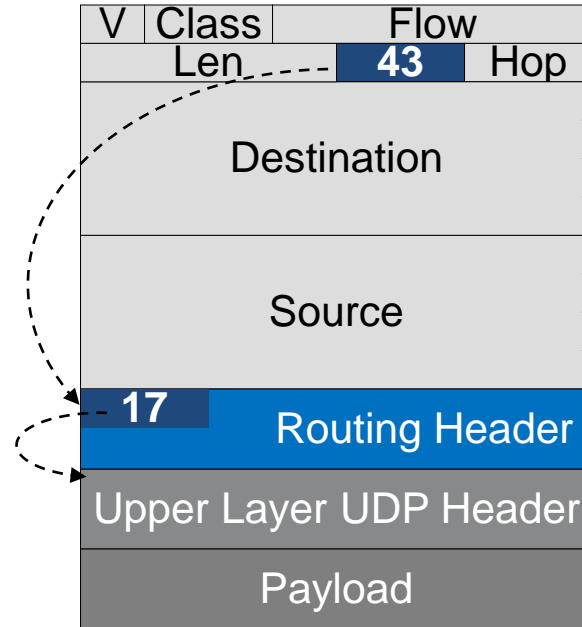 V Class Flow
Len 43 Hop
Destination
Source
17
Routing Header
Upper Layer UDP Header
Payload